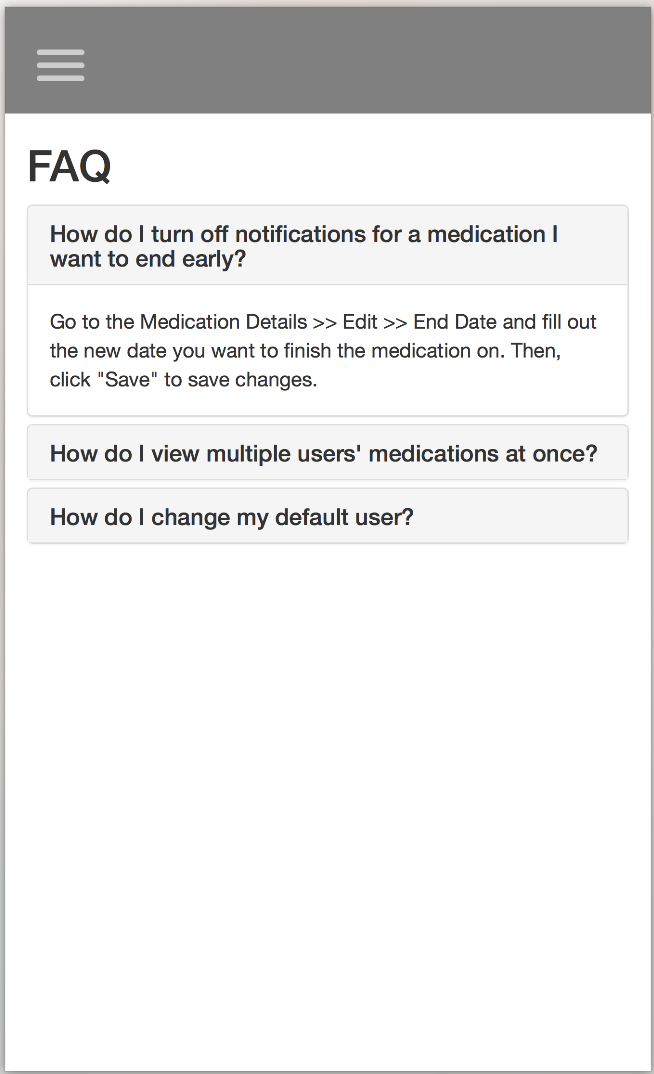 FAQ
How do I turn off notifications for a medication I
want to end early?
Go to the Medication Details >> Edit >> End Date and fill out
the new date you want to finish the medication on. Then,
click "Save" to save changes.
How do I view multiple users' medications at once?
How do I change my default user?